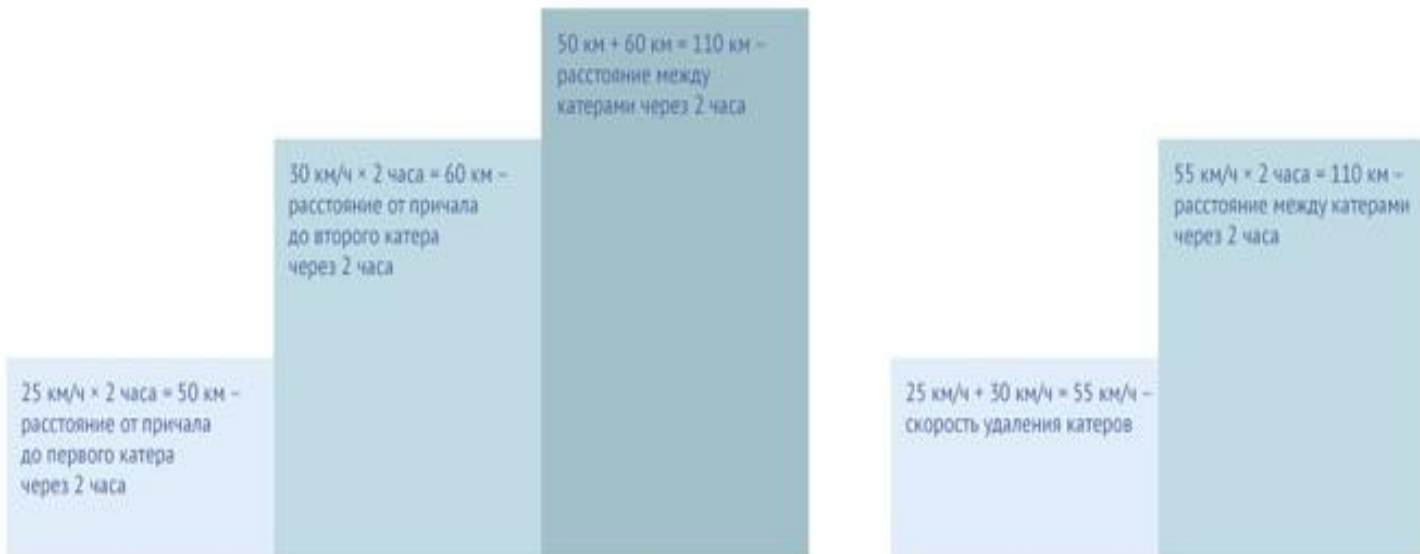 25 км/ч × 2 часа = 50 км –
расстояние от причала
до первого катера
через 2 часа
30 км/ч × 2 часа = 60 км –
расстояние от причала
до второго катера
через 2 часа
50 км + 60 км = 110 км –
расстояние между
катерами через 2 часа
25 км/ч + 30 км/ч = 55 км/ч –
скорость удаления катеров
55 км/ч × 2 часа = 110 км –
расстояние между катерами
через 2 часа